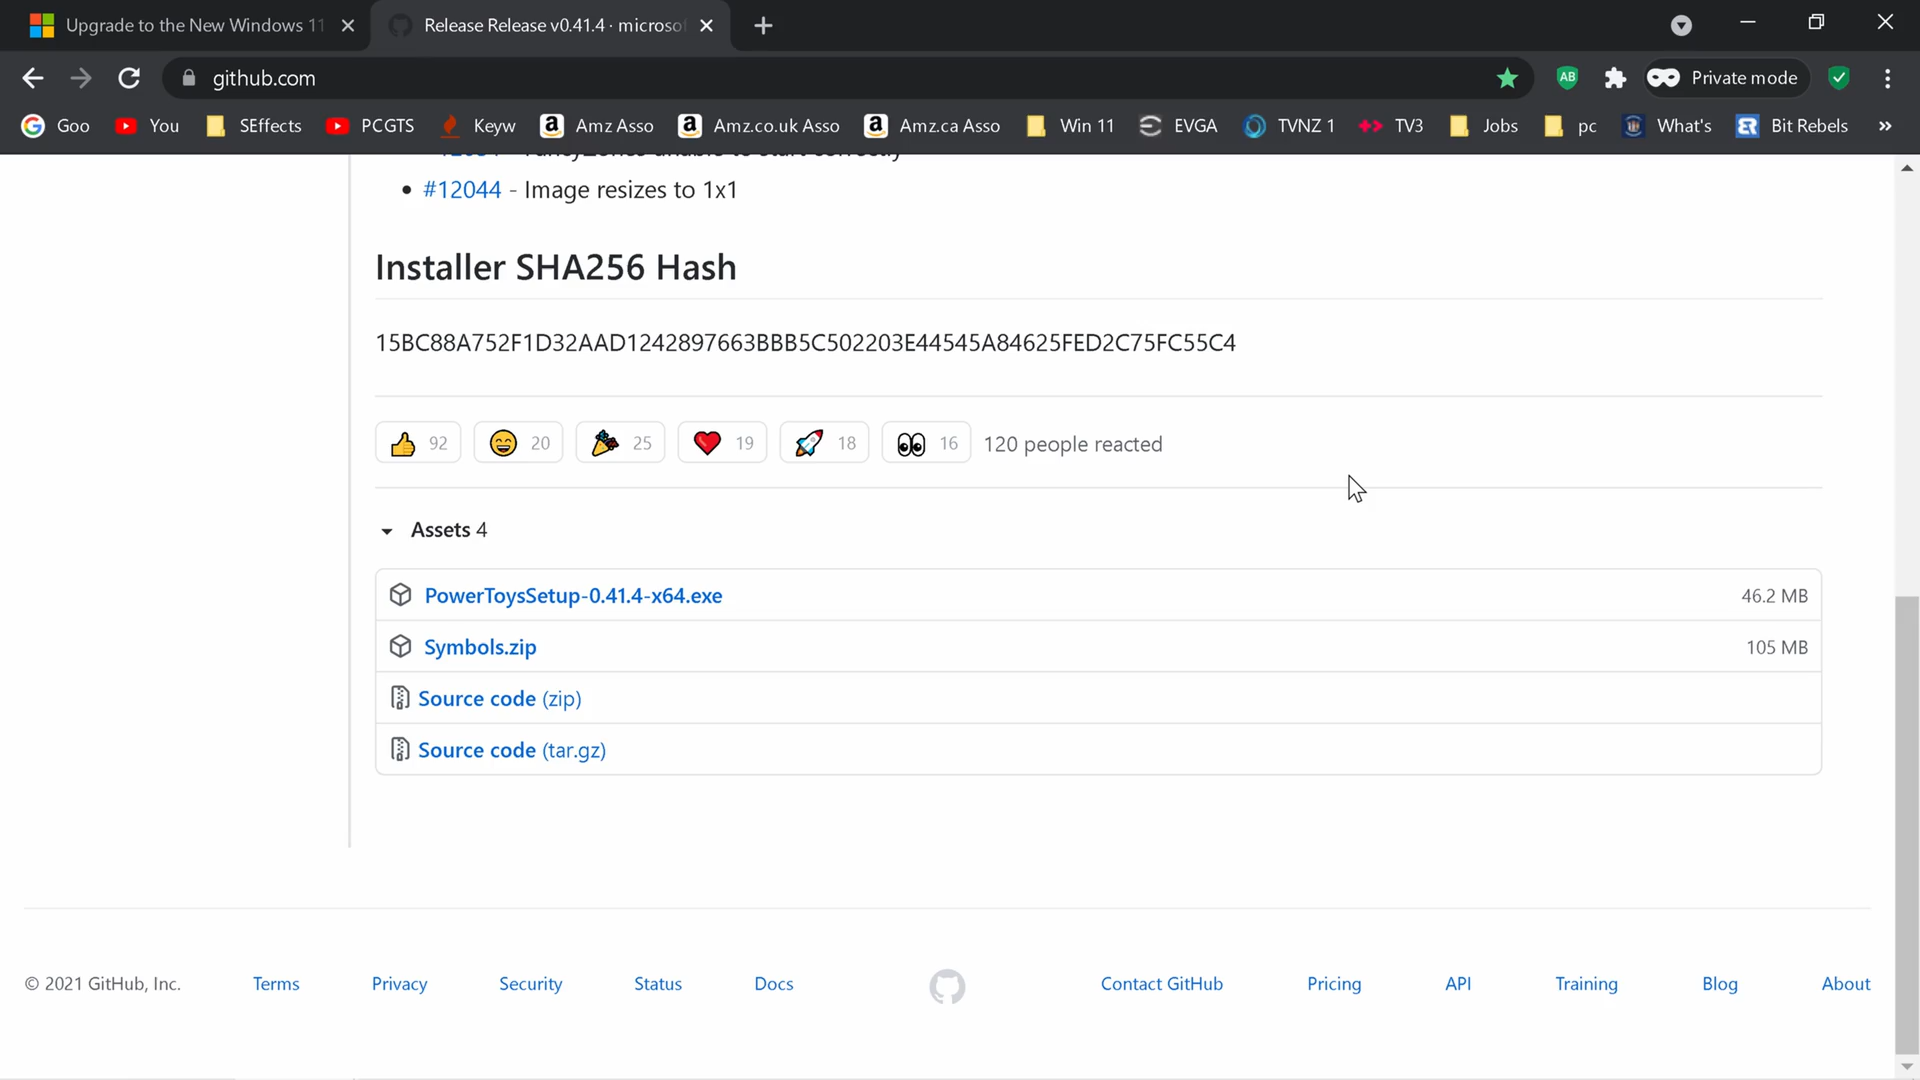 Upgrade to the New Windows 11
Release Release v0.41.4 · microso
github.com
AB
Private mode
Goo
You
SEffects
PCGTS
Keyw
Amz Asso
Amz.co.uk Asso
Amz.ca Asso
Win 11
EVGA
TVNZ 1
TV3
Jobs
pc
What's
Bit Rebels
»
• #12044 - Image resizes to 1x1
Installer SHA256 Hash
15BC88A752F1D32AAD1242897663BBB5C502203E44545A84625FED2C75FC55C4
92
20
25
19
18
16
120 people reacted
Assets 4
PowerToysSetup-0.41.4-x64.exe 46.2 MB
Symbols.zip 105 MB
Source code (zip)
Source code (tar.gz)
© 2021 GitHub, Inc.
Terms
Privacy
Security
Status
Docs
Contact GitHub
Pricing
API
Training
Blog
About